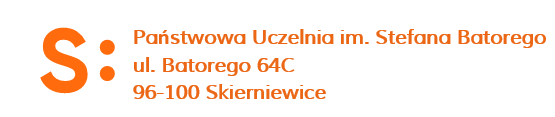 S:
Państwowa Uczelnia im. Stefana Batorego
ul. Batorego 64C
96-100 Skierniewice